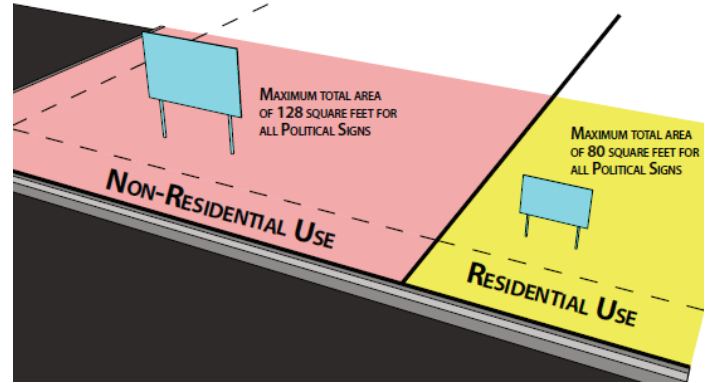 MAXIMUM TOTAL AREA
OF 128 SQUARE FEET FOR
ALL POLITICAL SIGNS
MAXIMUM TOTAL AREA
OF 80 SQUARE FEET FOR
ALL POLITICAL SIGNS
NON-RESIDENTIAL USE
RESIDENTIAL USE